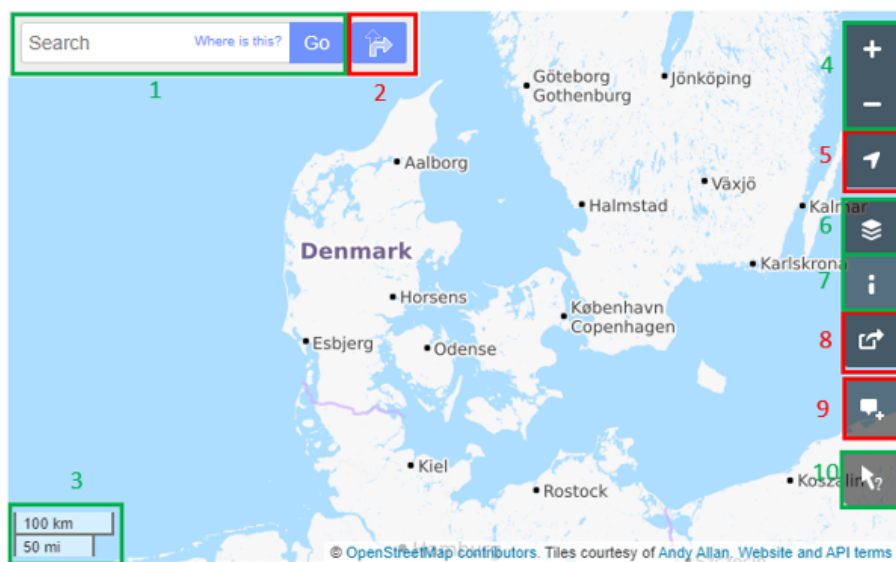 Search Where is this? Go
1
2
3
100 km
50 mi
4
5
6
7
8
9
10
Göteborg
Gothenburg
Jönköping
Aalborg
Växjö
Halmstad
Kalmar
Denmark
Karlskrona
Horsens
København
Copenhagen
Esbjerg
Odense
Kiel
Rostock
© OpenStreetMap contributors. Tiles courtesy of Andy Allan. Website and API terms